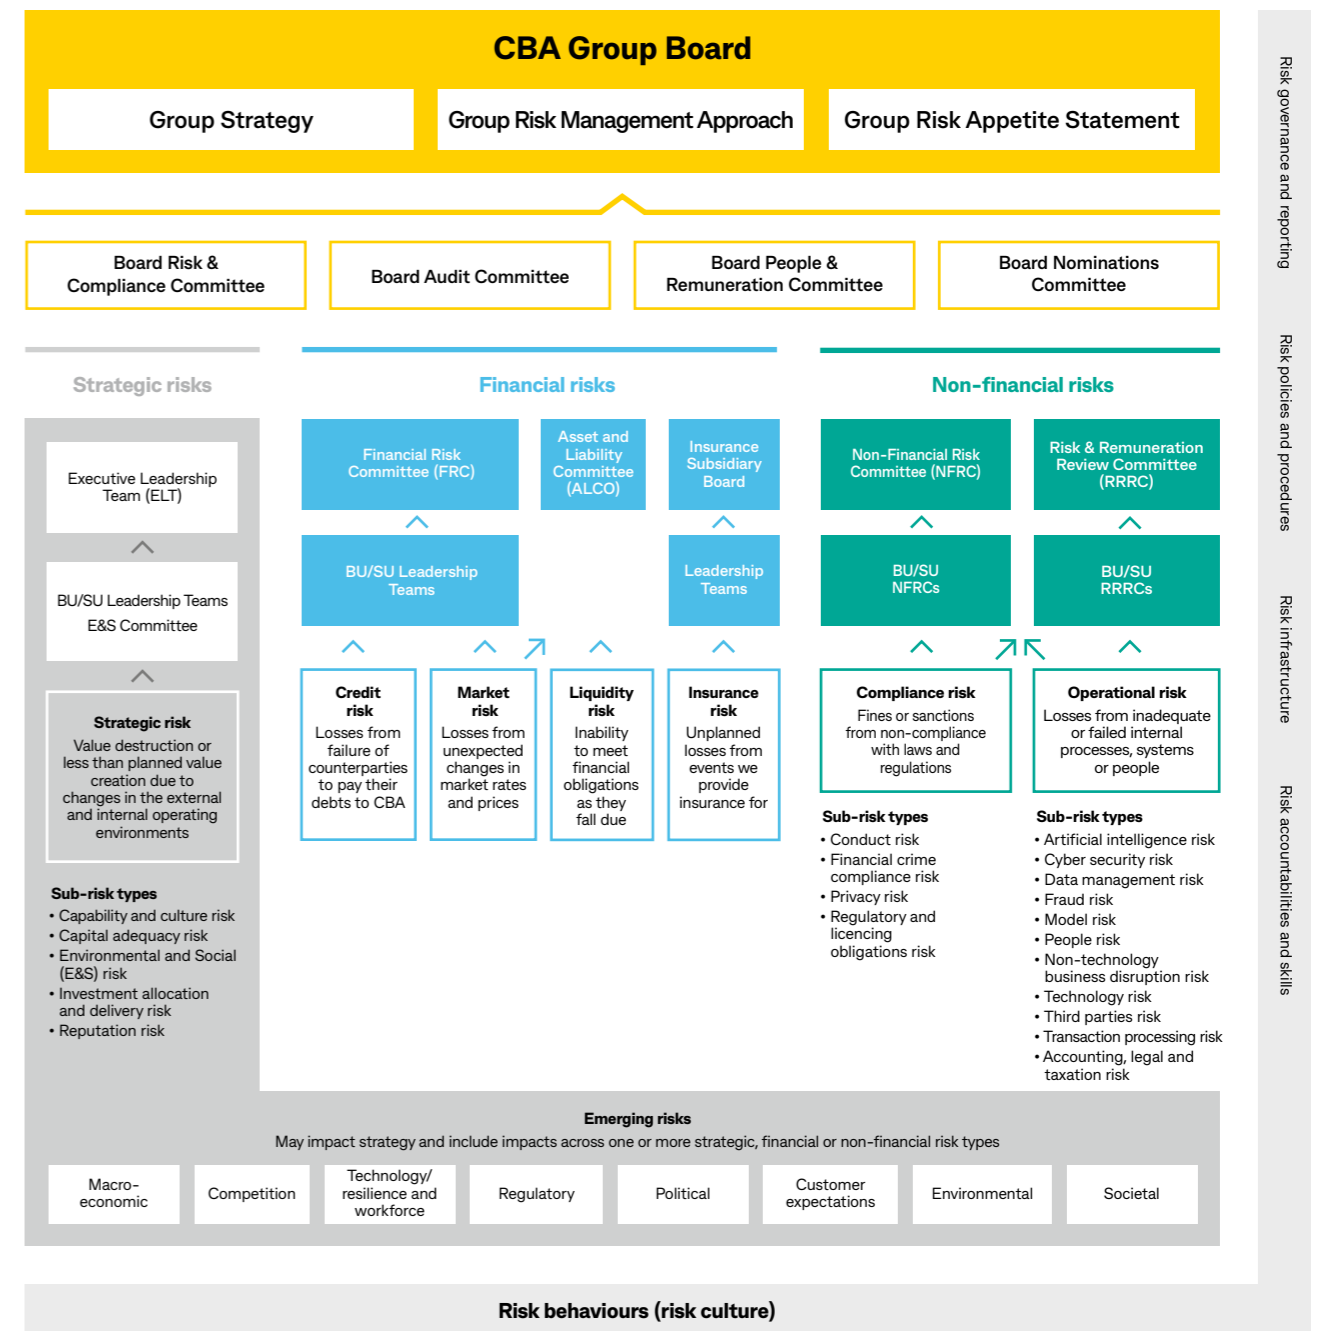 CBA Group Board
Group Strategy
Group Risk Management Approach
Group Risk Appetite Statement
Board Risk &
Compliance Committee
Board Audit Committee
Board People &
Remuneration Committee
Board Nominations
Committee
Strategic risks
Executive Leadership
Team (ELT)
BU/SU Leadership Teams
E&S Committee
Strategic risk
Value destruction or
less than planned value
creation due to
changes in the external
and internal operating
environments
Sub-risk types
• Capability and culture risk
• Capital adequacy risk
• Environmental and Social
(E&S) risk
• Investment allocation
and delivery risk
• Reputation risk
Financial risks
Financial Risk
Committee (FRC)
Asset and
Liability
Committee
(ALCO)
Insurance
Subsidiary
Board
BU/SU Leadership
Teams
Leadership
Teams
Credit
risk
Losses from
failure of
counterparties
to pay their
debts to CBA
Market
risk
Losses from
unexpected
changes in
market rates
and prices
Liquidity
risk
Inability
to meet
financial
obligations
as they
fall due
Insurance
risk
Unplanned
losses from
events we
provide
insurance for
Non-financial risks
Non-Financial Risk
Committee (NFRC)
Risk & Remuneration
Review Committee
(RRRC)
BU/SU
NFRCs
BU/SU
RRRCs
Compliance risk
Fines or sanctions
from non-compliance
with laws and
regulations
Sub-risk types
• Conduct risk
• Financial crime
compliance risk
• Privacy risk
• Regulatory and
licencing
obligations risk
Operational risk
Losses from inadequate
or failed internal
processes, systems
or people
Sub-risk types
• Artificial intelligence risk
• Cyber security risk
• Data management risk
• Fraud risk
• Model risk
• People risk
• Non-technology
business disruption risk
• Technology risk
• Third parties risk
• Transaction processing risk
• Accounting, legal and
taxation risk
Emerging risks
May impact strategy and include impacts across one or more strategic, financial or non-financial risk types
Macro-
economic
Competition
Technology/
resilience and
workforce
Regulatory
Political
Customer
expectations
Environmental
Societal
Risk behaviours (risk culture)
Risk governance and reporting
Risk policies and procedures
Risk infrastructure
Risk accountabilities and skills